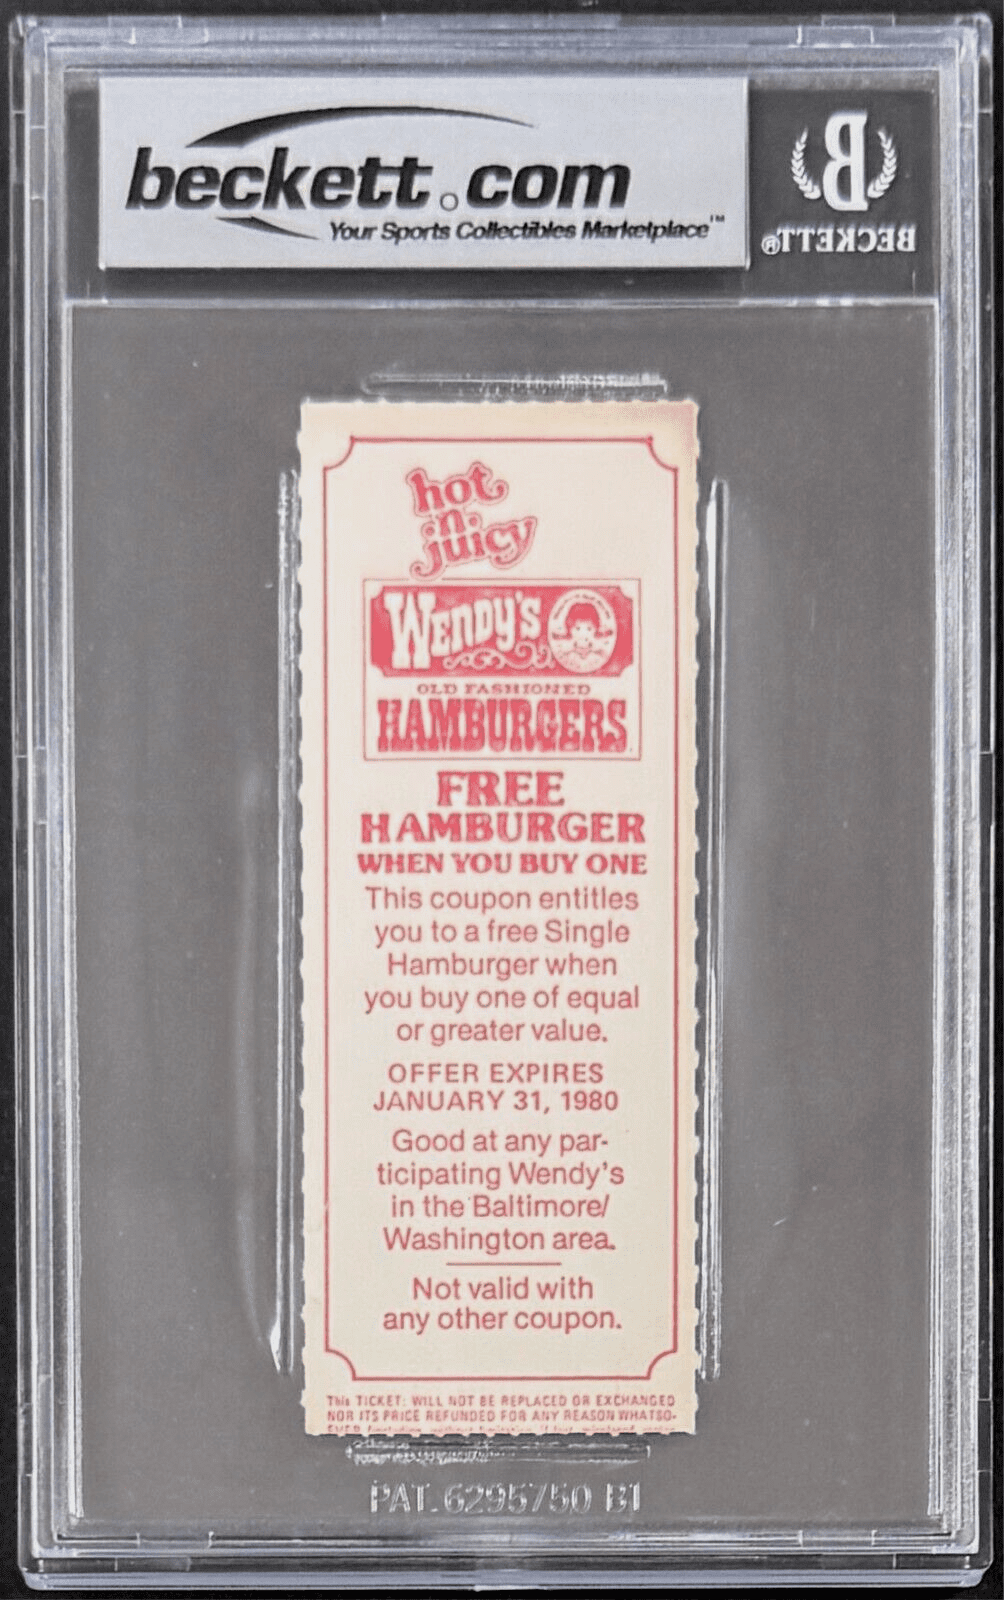 beckett.com
Your Sports Collectibles Marketplace™
B
BECKETT®
hot
'n'
juicy
WENDY'S
OLD FASHIONED
HAMBURGERS
FREE
HAMBURGER
WHEN YOU BUY ONE
This coupon entitles
you to a free Single
Hamburger when
you buy one of equal
or greater value.
OFFER EXPIRES
JANUARY 31, 1980
Good at any par-
ticipating Wendy's
in the Baltimore/
Washington area.
Not valid with
any other coupon.
This TICKET: WILL NOT BE REPLACED OR EXCHANGED
NOR ITS PRICE REFUNDED FOR ANY REASON WHATSO-
EVER
PAT. 6295750 B1